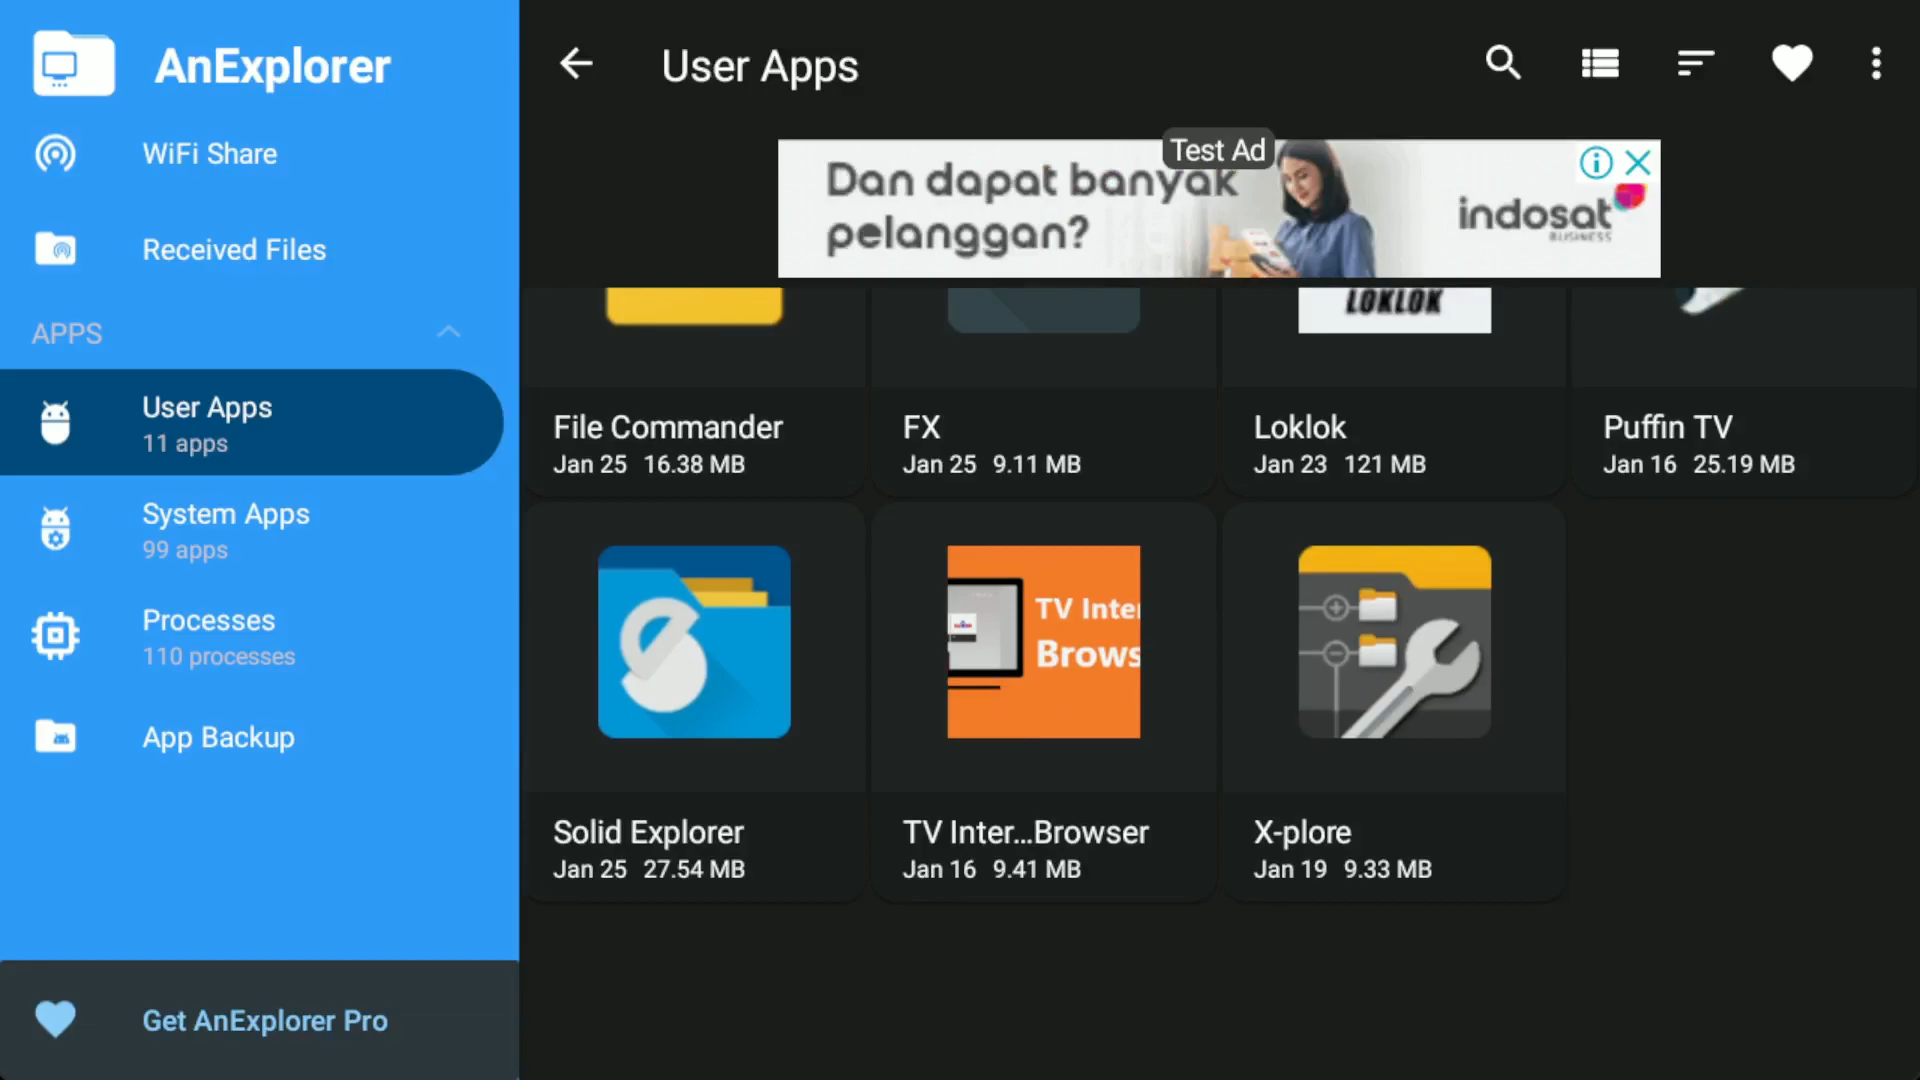 AnExplorer
WiFi Share
Received Files
APPS
User Apps
11 apps
System Apps
99 apps
Processes
110 processes
App Backup
Get AnExplorer Pro
User Apps
Test Ad
Dan dapat banyak
pelanggan?
indosat
BUSINESS
LOKLOK
File Commander
Jan 25 16.38 MB
FX
Jan 25 9.11 MB
Loklok
Jan 23 121 MB
Puffin TV
Jan 16 25.19 MB
TV Inter
Brows
Solid Explorer
Jan 25 27.54 MB
TV Inter...Browser
Jan 16 9.41 MB
X-plore
Jan 19 9.33 MB